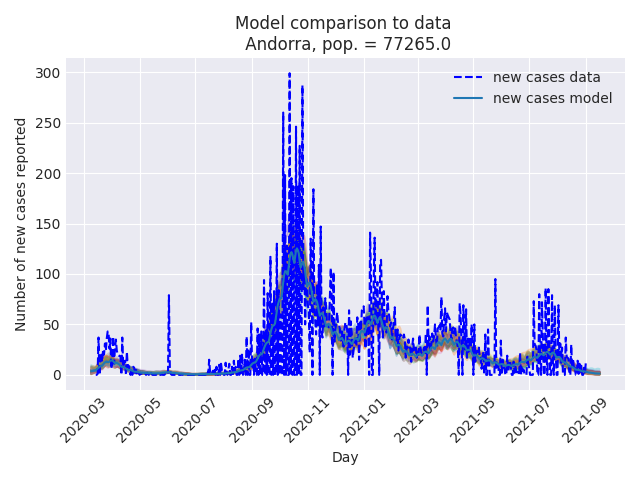 Model comparison to data
Andorra, pop. = 77265.0
new cases data
new cases model
Number of new cases reported
300
250
200
150
100
50
0
2020-03
2020-05
2020-07
2020-09
2020-11
2021-01
2021-03
2021-05
2021-07
2021-09
Day